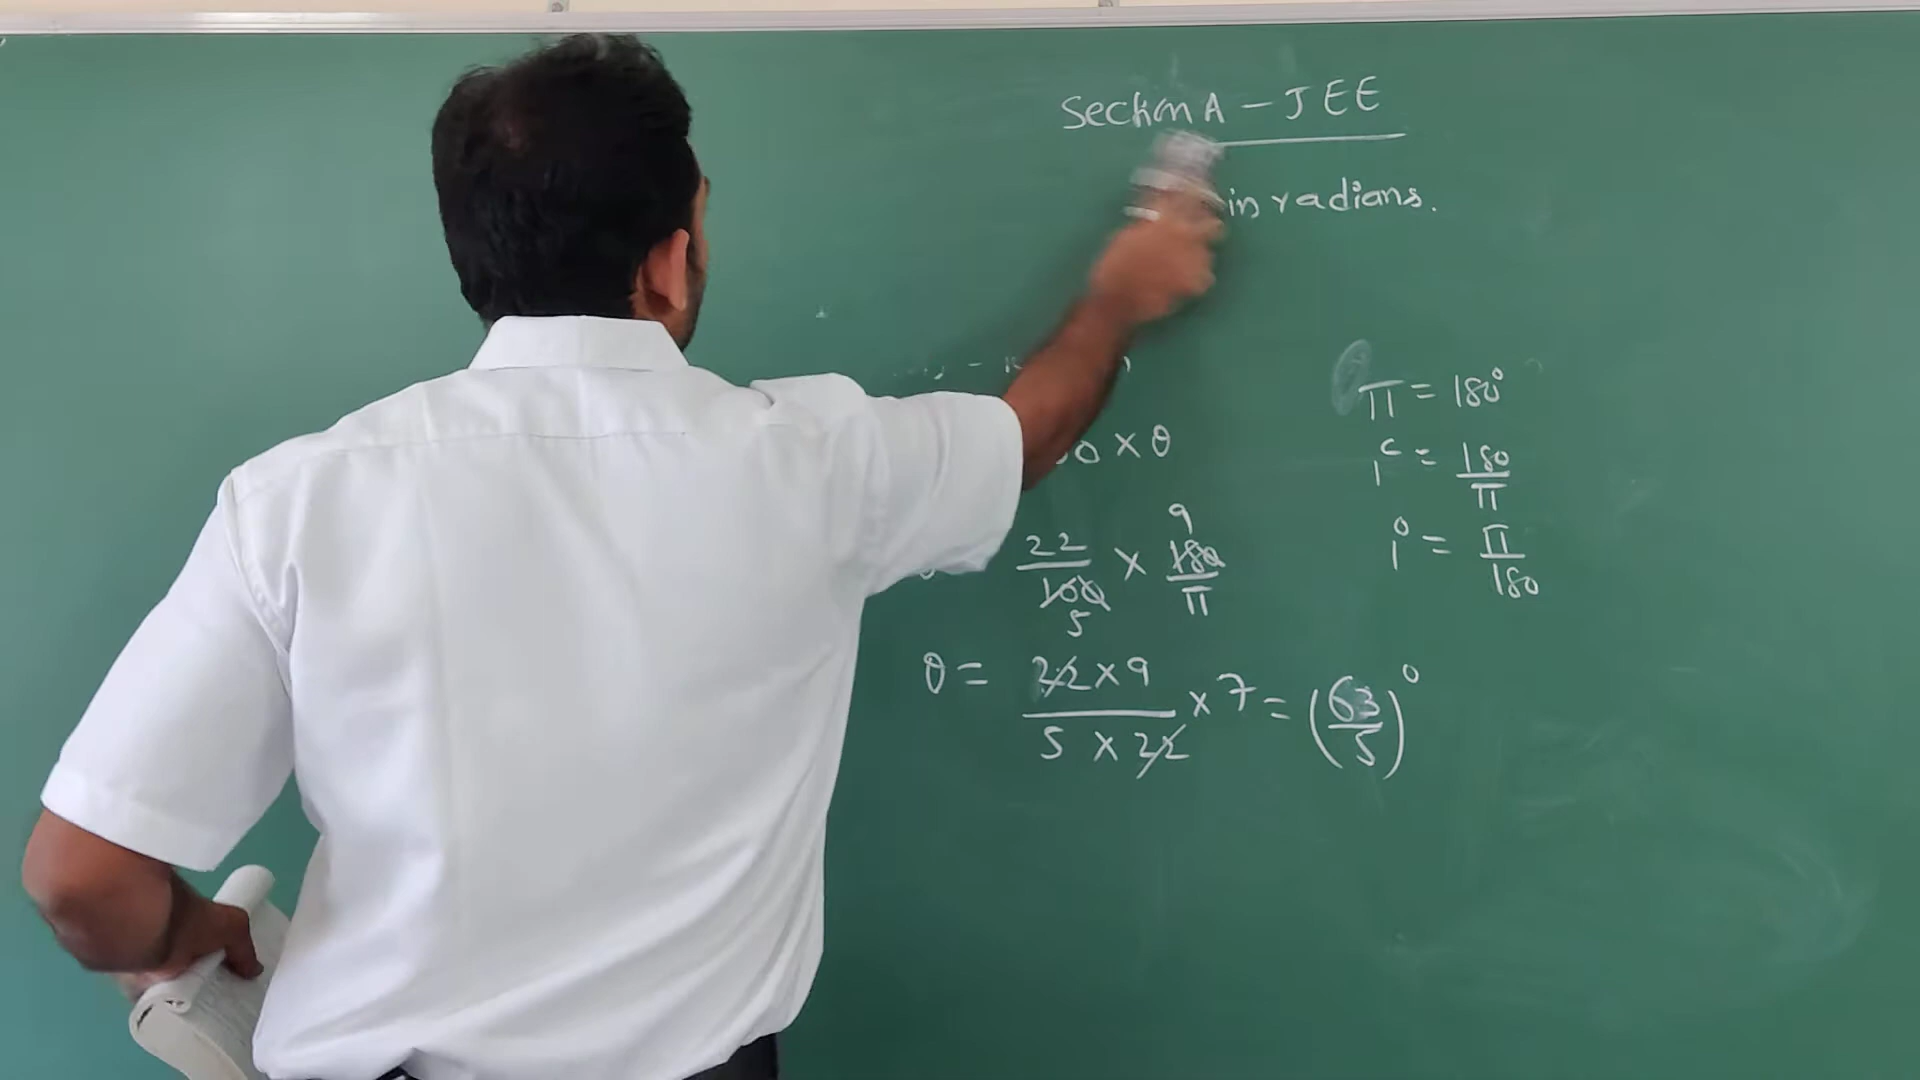 Section A - JEE
in radians.
π = 180°
0 × θ
1ᶜ = 180/π
22/100 × 180/π
9
5
1° = π/180
θ = 22 × 9 / 5 × 22 × 7 = (63/5)°